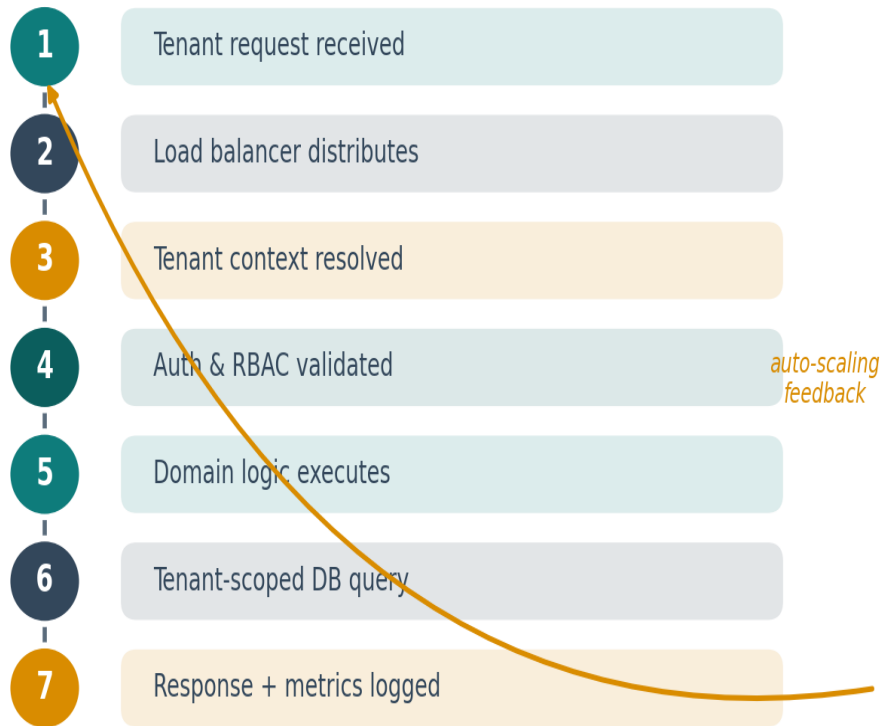 1
Tenant request received
2
Load balancer distributes
3
Tenant context resolved
4
Auth & RBAC validated
auto-scaling
feedback
5
Domain logic executes
6
Tenant-scoped DB query
7
Response + metrics logged